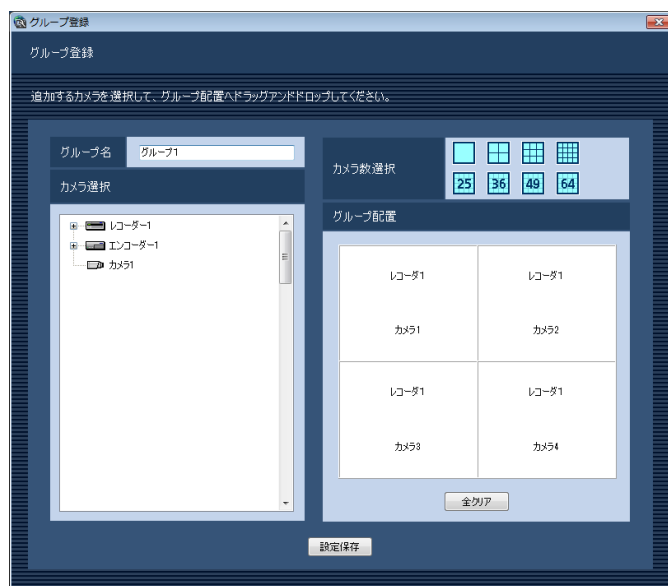 グループ登録
グループ登録
追加するカメラを選択して、グループ配置へドラッグアンドドロップしてください。
グループ名
グループ1
カメラ選択
レコーダー1
エンコーダー1
カメラ1
カメラ数選択
25 36 49 64
グループ配置
レコーダ1 レコーダ1
カメラ1 カメラ2
レコーダ1 レコーダ1
カメラ3 カメラ4
全クリア
設定保存